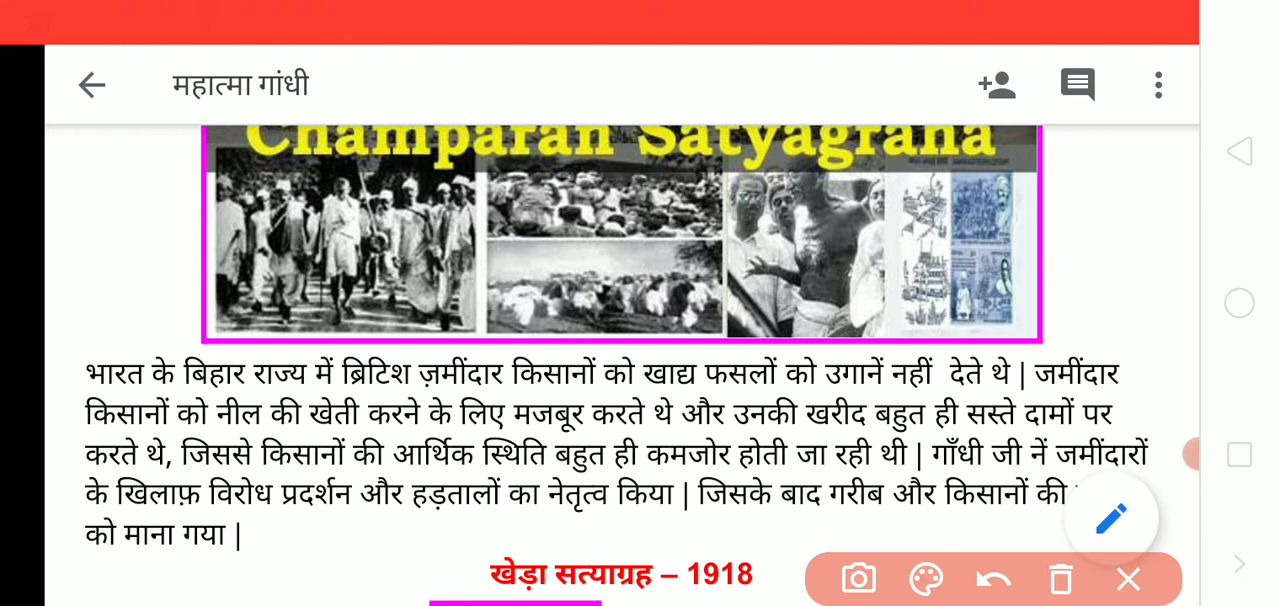 महात्मा गांधी
Champaran Satyagraha
भारत के बिहार राज्य में ब्रिटिश ज़मींदार किसानों को खाद्य फसलों को उगानें नहीं देते थे | जमींदार
किसानों को नील की खेती करने के लिए मजबूर करते थे और उनकी खरीद बहुत ही सस्ते दामों पर
करते थे, जिससे किसानों की आर्थिक स्थिति बहुत ही कमजोर होती जा रही थी | गाँधी जी नें जमींदारों
के खिलाफ़ विरोध प्रदर्शन और हड़तालों का नेतृत्व किया | जिसके बाद गरीब और किसानों की
को माना गया |
खेड़ा सत्याग्रह – 1918